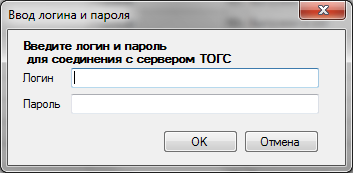 Ввод логина и пароля
Введите логин и пароль
для соединения с сервером ТОГС
Логин
Пароль
OK
Отмена